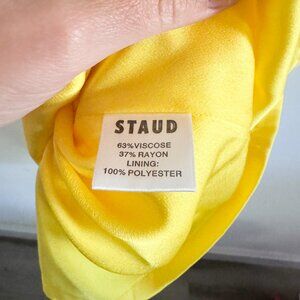 STAUD
63%VISCOSE
37% RAYON
LINING:
100% POLYESTER